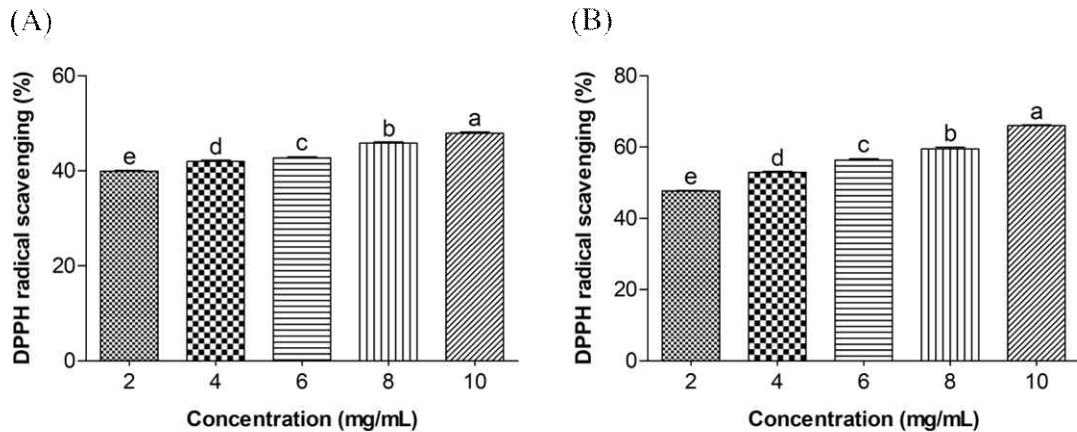 (A)
DPPH radical scavenging (%)
60
40
20
0
e
d
c
b
a
2
4
6
8
10
Concentration (mg/mL)
(B)
DPPH radical scavenging (%)
80
60
40
20
0
e
d
c
b
a
2
4
6
8
10
Concentration (mg/mL)